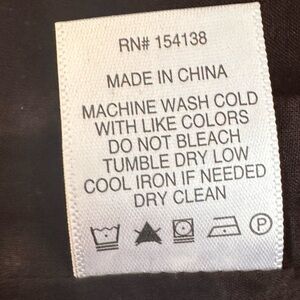 RN# 154138
MADE IN CHINA
MACHINE WASH COLD
WITH LIKE COLORS
DO NOT BLEACH
TUMBLE DRY LOW
COOL IRON IF NEEDED
DRY CLEAN
P